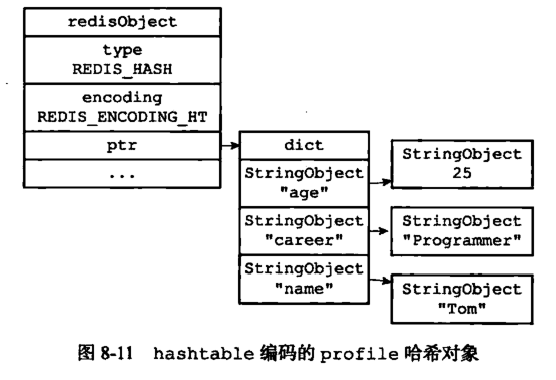 redisObject
type
REDIS_HASH
encoding
REDIS_ENCODING_HT
ptr
...
dict
StringObject
"age"
StringObject
"career"
StringObject
"name"
StringObject
25
StringObject
"Programmer"
StringObject
"Tom"
图 8-11 hashtable 编码的 profile 哈希对象